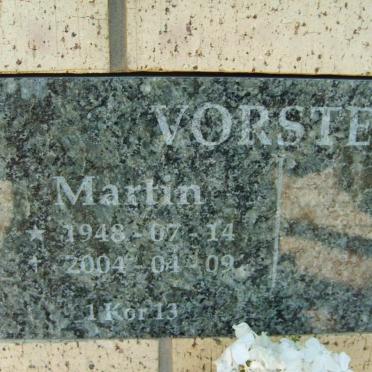 VORSTE
Martin
★ 1948 - 07 - 14
† 2004 - 04 - 09
1 Kor 13